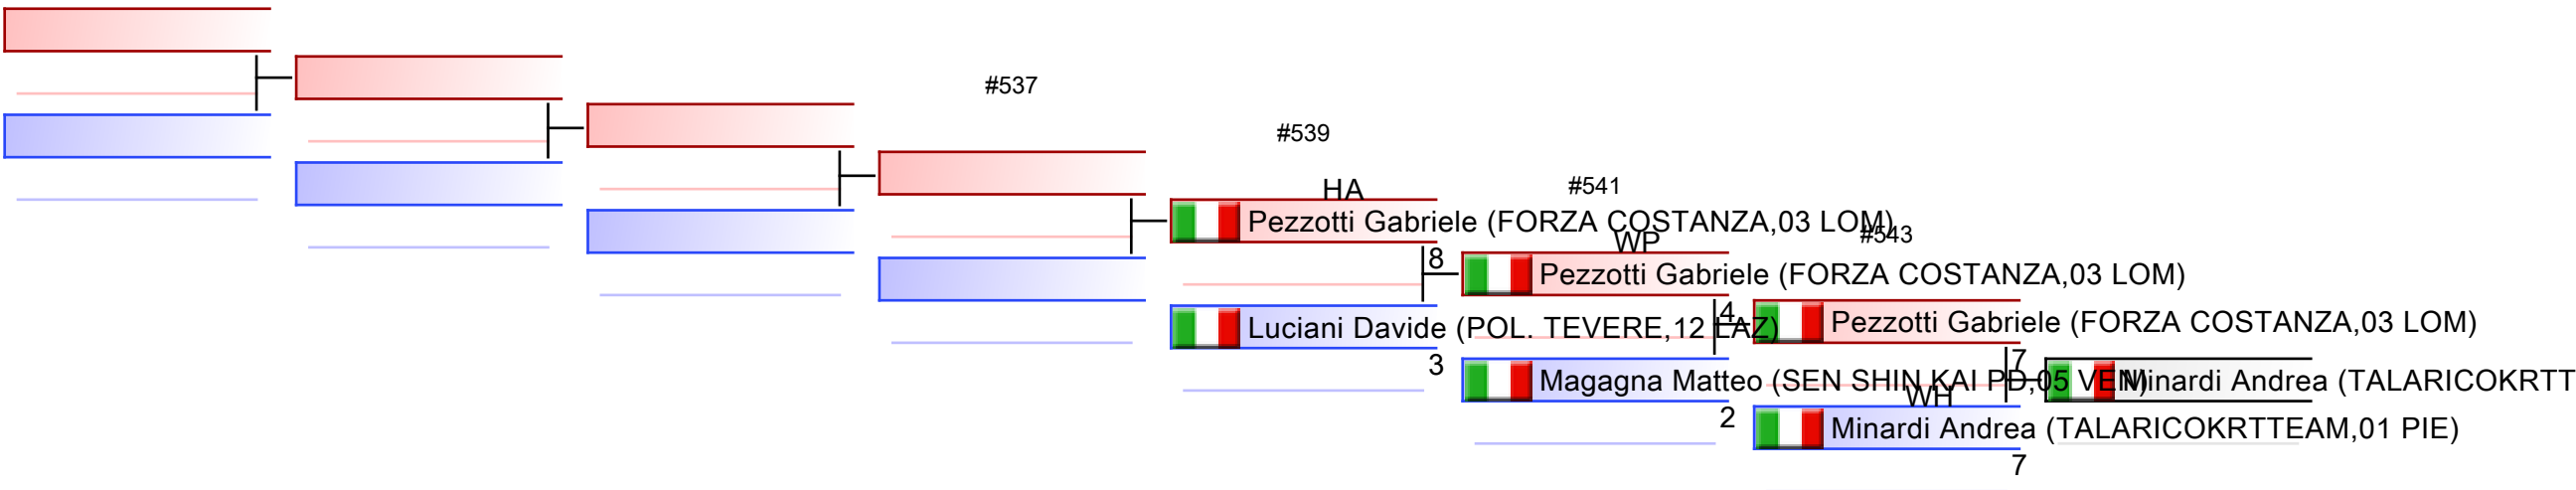 #537
#539
HA
#541
Pezzotti Gabriele (FORZA COSTANZA,03 LOM)
WP
#543
8
Pezzotti Gabriele (FORZA COSTANZA,03 LOM)
4
Luciani Davide (POL. TEVERE,12 LAZ)
Pezzotti Gabriele (FORZA COSTANZA,03 LOM)
3
7
Magagna Matteo (SEN SHIN KAI PD,05 VEN)
Minardi Andrea (TALARICOKRTT
WH
2
Minardi Andrea (TALARICOKRTTEAM,01 PIE)
7